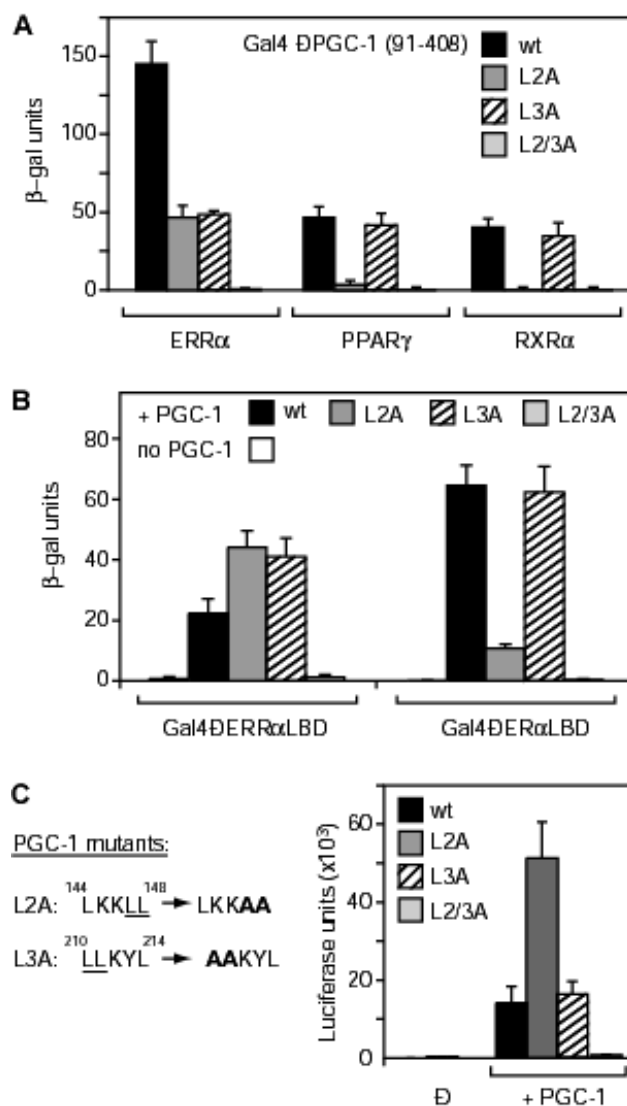 A
Gal4 ÐPGC-1 (91-408)
wt
L2A
L3A
L2/3A
β-gal units
150
100
50
0
ERRα
PPARγ
RXRα
B
+ PGC-1
wt
L2A
L3A
L2/3A
no PGC-1
β-gal units
80
60
40
20
0
Gal4ÐERRαLBD
Gal4ÐERαLBD
C
PGC-1 mutants:
144 148
L2A: LKKLL → LKKAA
210 214
L3A: LLKYL → AAKYL
wt
L2A
L3A
L2/3A
Luciferase units (x10³)
60
40
20
0
Ð
+ PGC-1